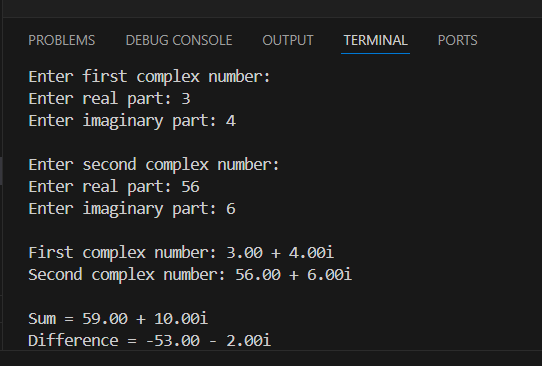 PROBLEMS DEBUG CONSOLE OUTPUT TERMINAL PORTS
Enter first complex number:
Enter real part: 3
Enter imaginary part: 4
Enter second complex number:
Enter real part: 56
Enter imaginary part: 6
First complex number: 3.00 + 4.00i
Second complex number: 56.00 + 6.00i
Sum = 59.00 + 10.00i
Difference = -53.00 - 2.00i